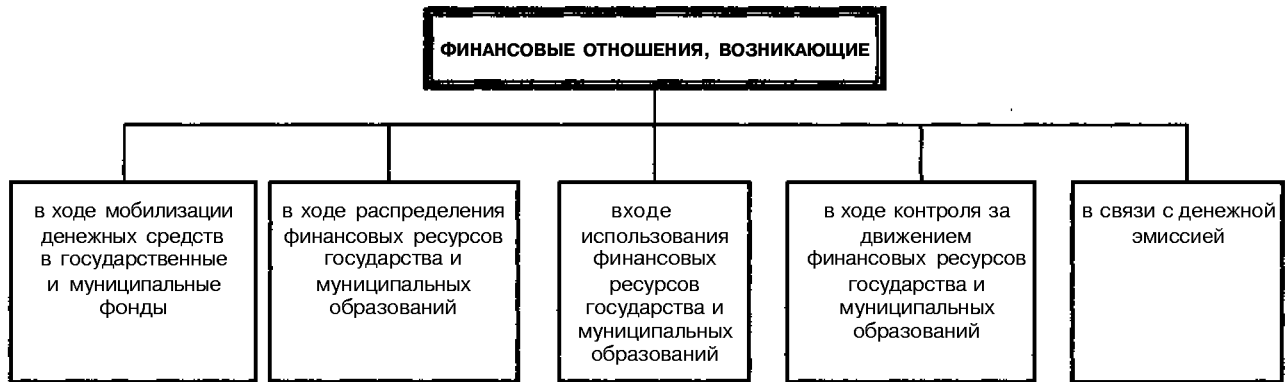 ФИНАНСОВЫЕ ОТНОШЕНИЯ, ВОЗНИКАЮЩИЕ
в ходе мобилизации
денежных средств
в государственные
и муниципальные
фонды
в ходе распределения
финансовых ресурсов
государства и
муниципальных
образований
входе
использования
финансовых
ресурсов
государства и
муниципальных
образований
в ходе контроля за
движением
финансовых ресурсов
государства и
муниципальных
образований
в связи с денежной
эмиссией